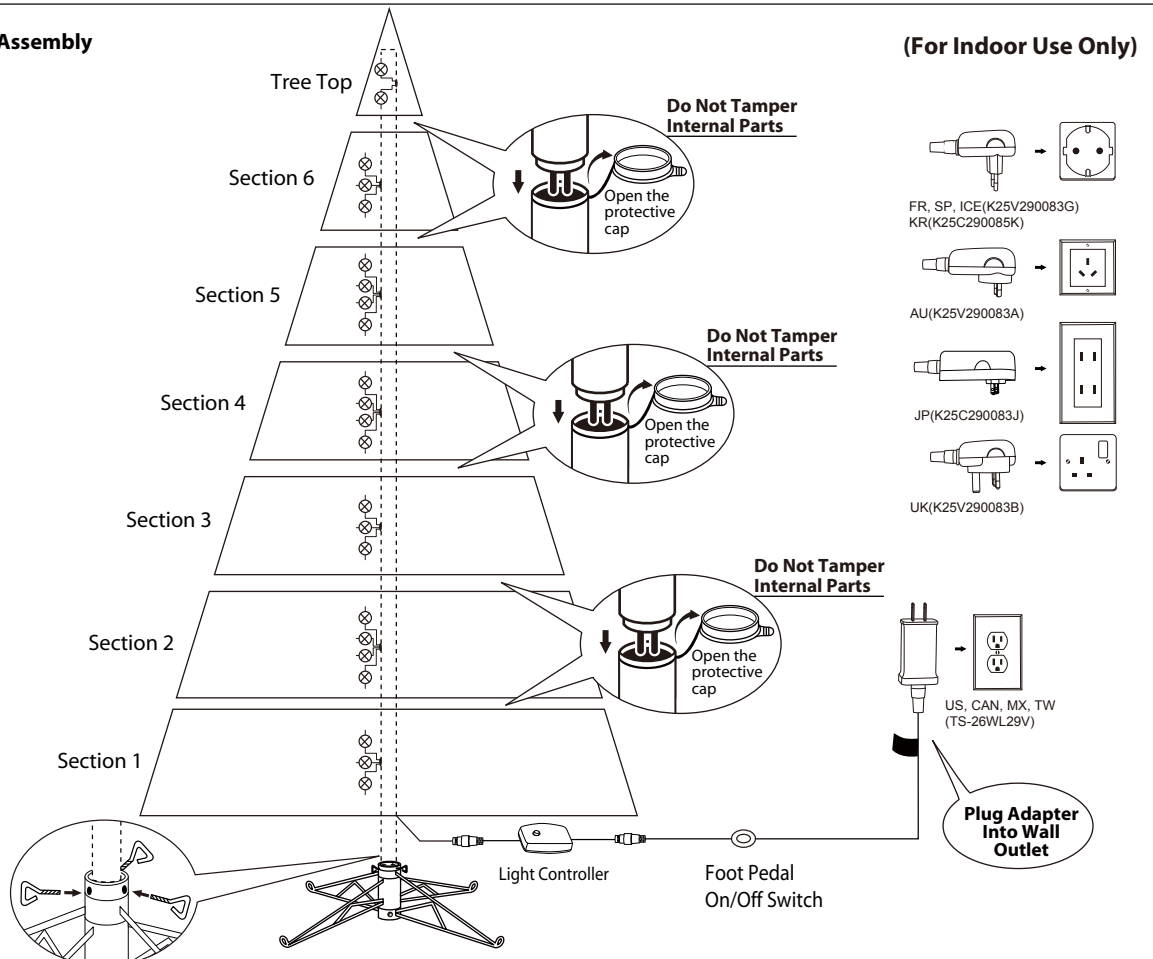 Assembly
(For Indoor Use Only)
Tree Top
Do Not Tamper
Internal Parts
Open the
protective
cap
Section 6
FR, SP, ICE(K25V290083G)
KR(K25C290085K)
Section 5
AU(K25V290083A)
Do Not Tamper
Internal Parts
Open the
protective
cap
Section 4
JP(K25C290083J)
UK(K25V290083B)
Section 3
Do Not Tamper
Internal Parts
Open the
protective
cap
Section 2
US, CAN, MX, TW
(TS-26WL29V)
Section 1
Plug Adapter
Into Wall
Outlet
Light Controller
Foot Pedal
On/Off Switch